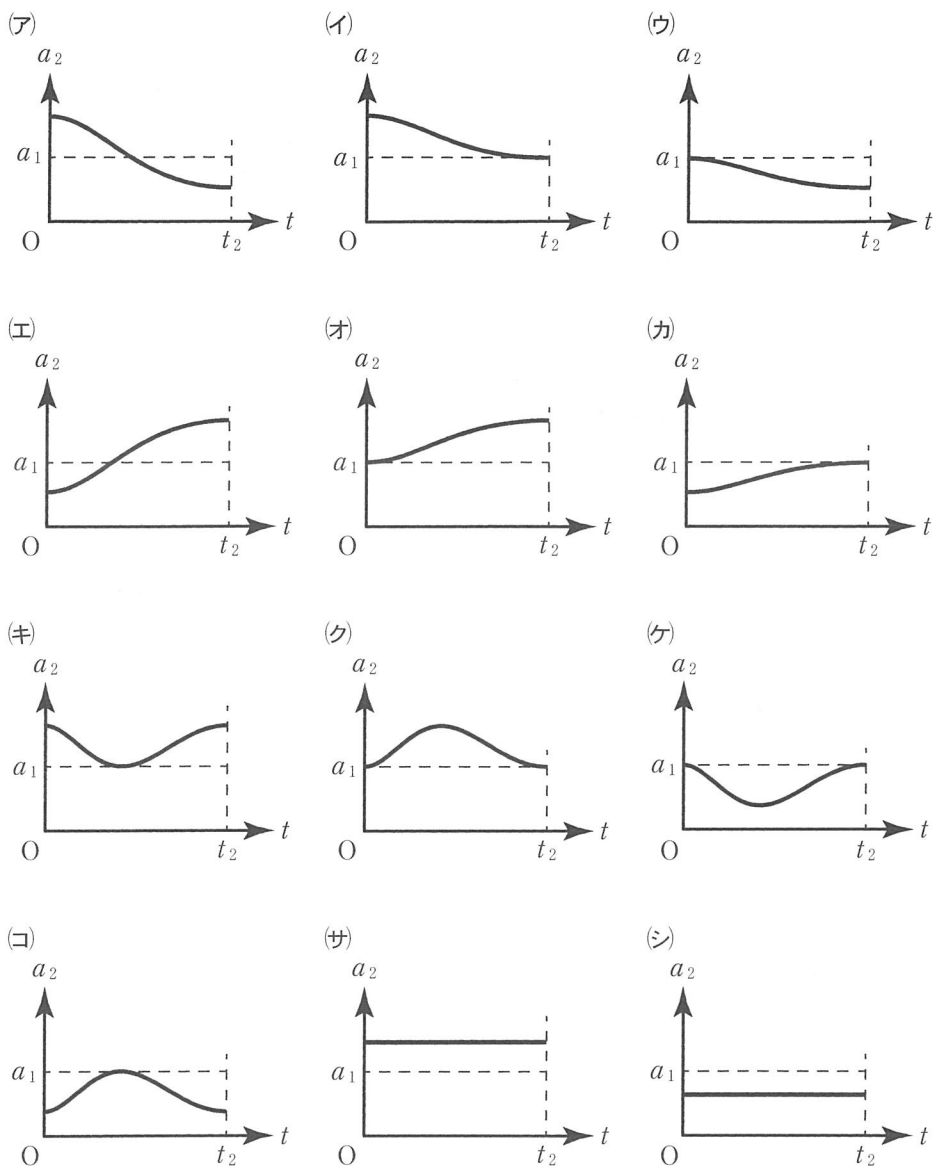 (ア) (イ) (ウ)
a₂ a₂ a₂
a₁ a₁ a₁
O t₂ t O t₂ t O t₂ t
(エ) (オ) (カ)
a₂ a₂ a₂
a₁ a₁ a₁
O t₂ t O t₂ t O t₂ t
(キ) (ク) (ケ)
a₂ a₂ a₂
a₁ a₁ a₁
O t₂ t O t₂ t O t₂ t
(コ) (サ) (シ)
a₂ a₂ a₂
a₁ a₁ a₁
O t₂ t O t₂ t O t₂ t